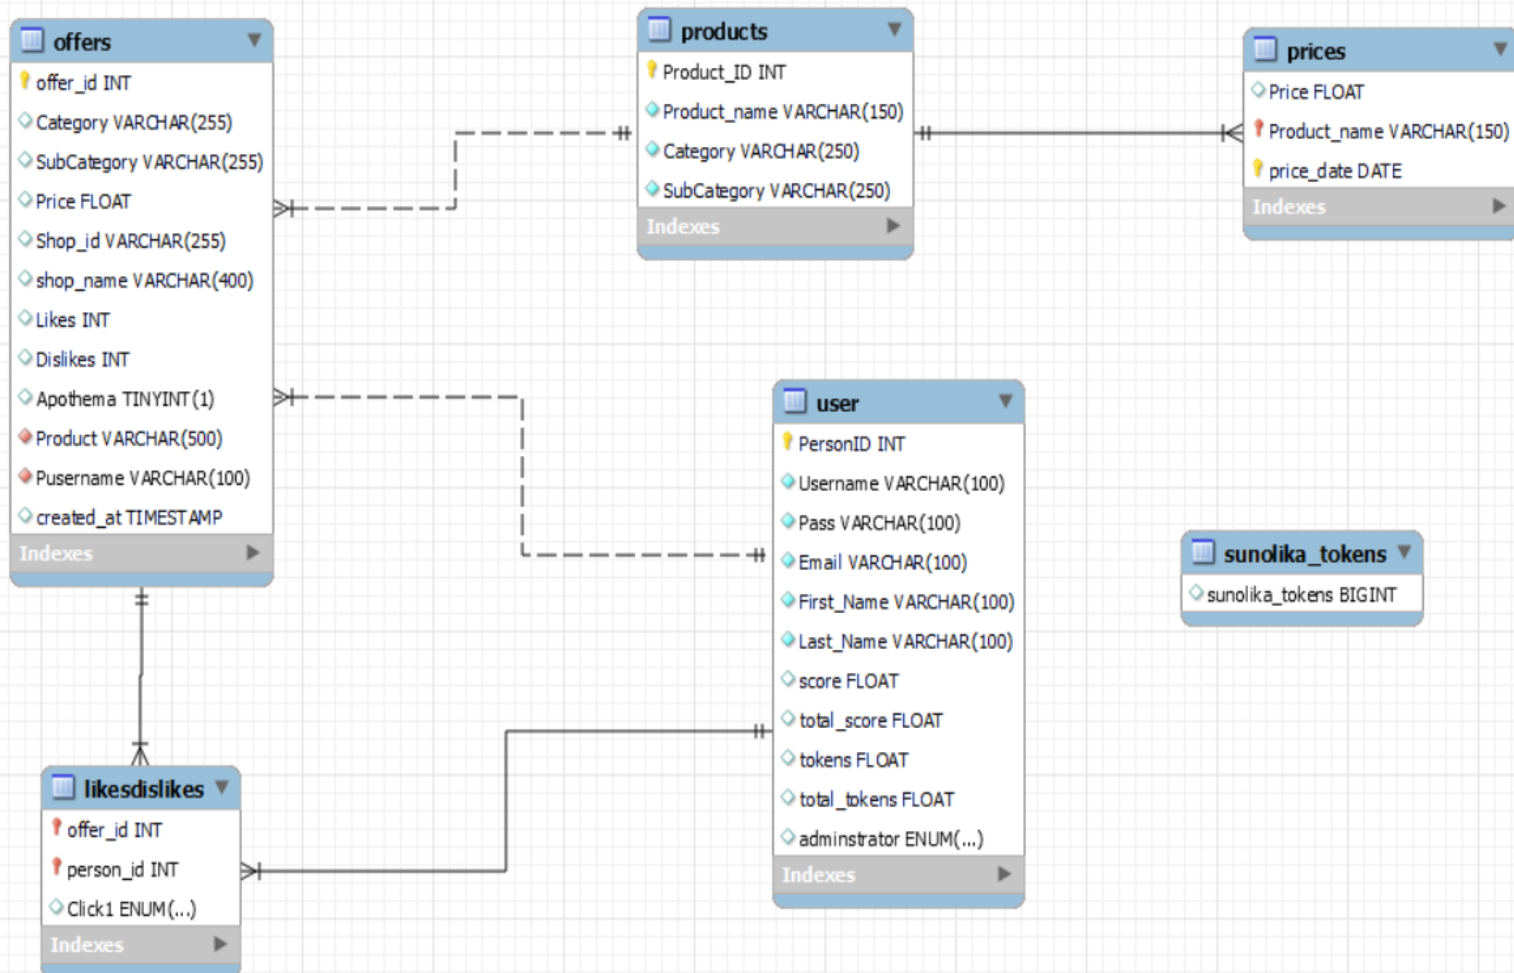 offers
offer_id INT
Category VARCHAR(255)
SubCategory VARCHAR(255)
Price FLOAT
Shop_id VARCHAR(255)
shop_name VARCHAR(400)
Likes INT
Dislikes INT
Apothema TINYINT(1)
Product VARCHAR(500)
Pusername VARCHAR(100)
created_at TIMESTAMP
Indexes
products
Product_ID INT
Product_name VARCHAR(150)
Category VARCHAR(250)
SubCategory VARCHAR(250)
Indexes
prices
Price FLOAT
Product_name VARCHAR(150)
price_date DATE
Indexes
user
PersonID INT
Username VARCHAR(100)
Pass VARCHAR(100)
Email VARCHAR(100)
First_Name VARCHAR(100)
Last_Name VARCHAR(100)
score FLOAT
total_score FLOAT
tokens FLOAT
total_tokens FLOAT
adminstrator ENUM(...)
Indexes
sunolika_tokens
sunolika_tokens BIGINT
likesdislikes
offer_id INT
person_id INT
Click1 ENUM(...)
Indexes